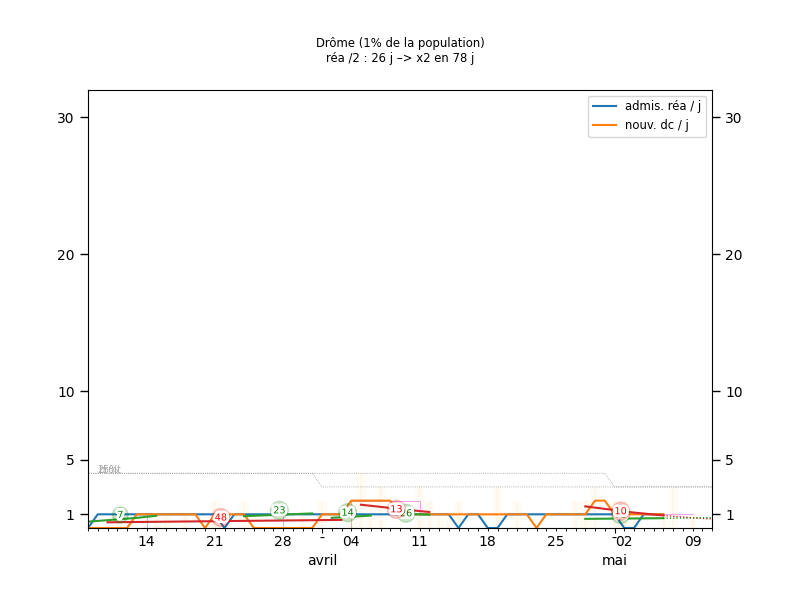 Drôme (1% de la population)
réa /2 : 26 j –> x2 en 78 j
admis. réa / j
nouv. dc / j
30 30
20 20
10 10
5 5
1 1
7 48 23 14 13 10
14 21 28 - 04 11 18 25 - 02 09
avril mai